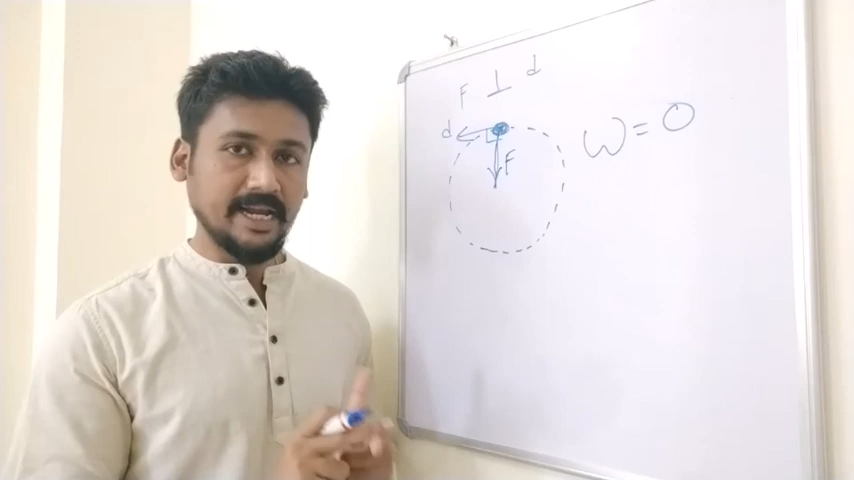 F ⊥ d
d
W = 0
F